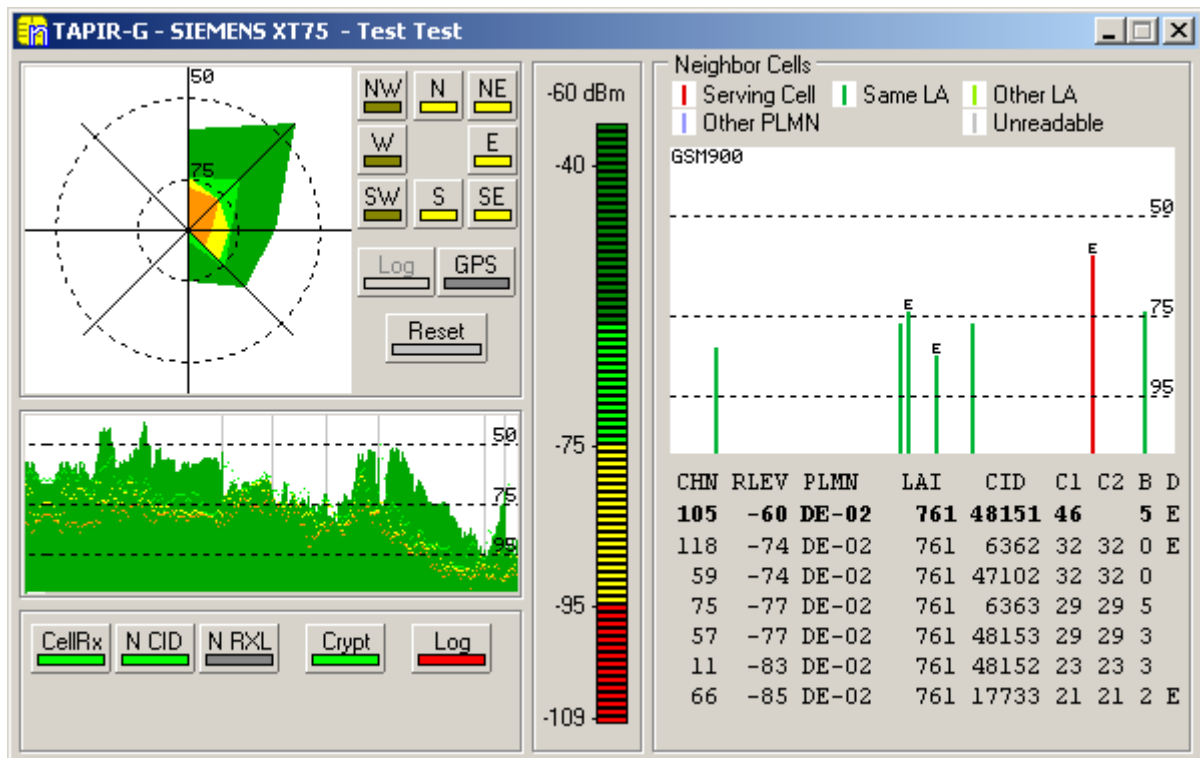 TAPIR-G - SIEMENS XT75 - Test Test
50
75
NW N NE
W E
SW S SE
Log GPS
Reset
50
75
95
CellRx N CID N RXL Crypt Log
-60 dBm
-40
-75
-95
-109
Neighbor Cells
Serving Cell Same LA Other LA
Other PLMN Unreadable
GSM900
50
E
E
75
E
95
CHN RLEV PLMN LAI CID C1 C2 B D
105 -60 DE-02 761 48151 46 5 E
118 -74 DE-02 761 6362 32 32 0 E
59 -74 DE-02 761 47102 32 32 0
75 -77 DE-02 761 6363 29 29 5
57 -77 DE-02 761 48153 29 29 3
11 -83 DE-02 761 48152 23 23 3
66 -85 DE-02 761 17733 21 21 2 E